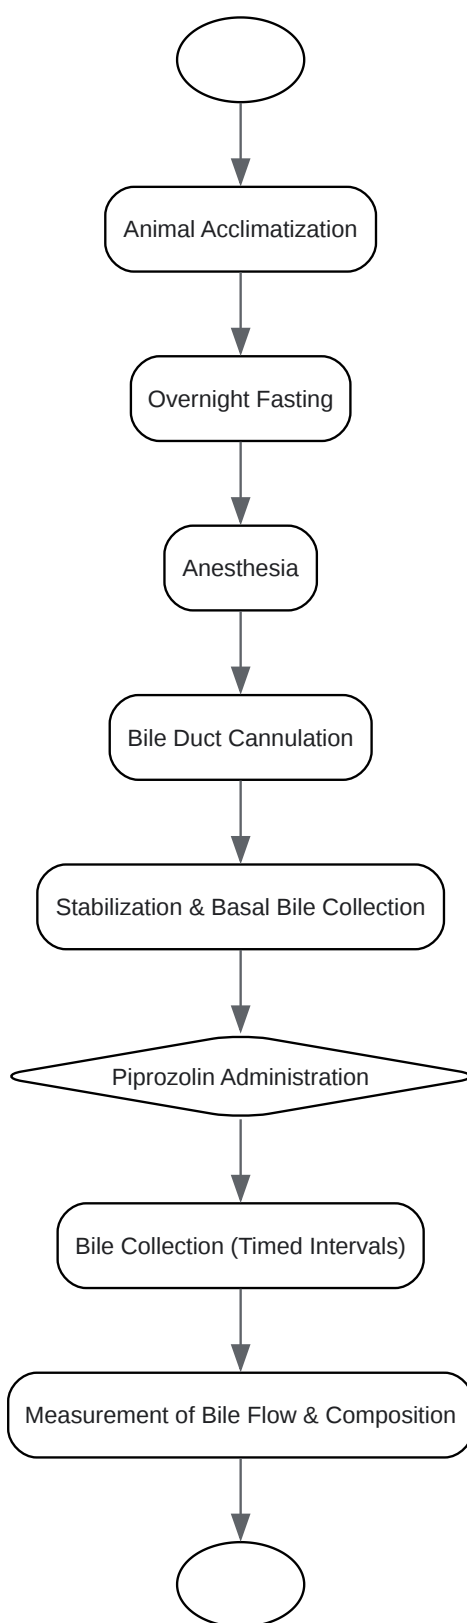 Animal Acclimatization
Overnight Fasting
Anesthesia
Bile Duct Cannulation
Stabilization & Basal Bile Collection
Piprozolin Administration
Bile Collection (Timed Intervals)
Measurement of Bile Flow & Composition